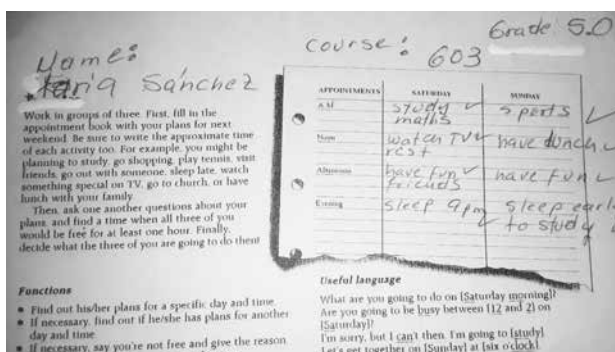 Grade 5.0
Name:
course: 603
Sánchez
APPOINTMENTS SATURDAY SUNDAY
A.M. study maths ✓ sports ✓
Noon watch TV ✓ rest have lunch ✓
Afternoon have fun ✓ friends have fun ✓
Evening sleep 9pm sleep early to study ✓
Work in groups of three. First, fill in the
appointment book with your plans for next
weekend. Be sure to write the approximate time
of each activity too. For example, you might be
planning to study, go shopping, play tennis, visit
friends, go out with someone, sleep late, watch
something special on TV, go to church, or have
lunch with your family.
Then, ask one another questions about your
plans, and find a time when all three of you
would be free for at least one hour. Finally,
decide what the three of you are going to do then
Functions
• Find out his/her plans for a specific day and time
• If necessary, find out if he/she has plans for another
day and time
• If necessary, say you're not free and give the reason
Useful language
What are you going to do on [Saturday morning]?
Are you going to be busy between [12 and 2] on
[Saturday]?
I'm sorry, but I can't then. I'm going to [study]
Let's get together on [Sunday] at [six o'clock]